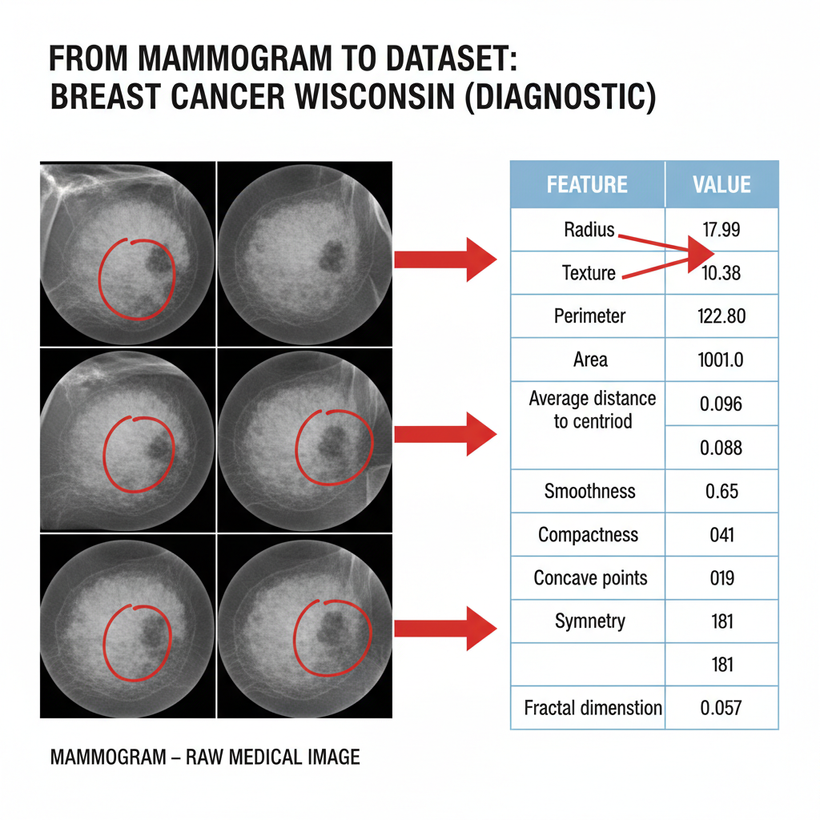 FROM MAMMOGRAM TO DATASET:
BREAST CANCER WISCONSIN (DIAGNOSTIC)
FEATURE VALUE
Radius 17.99
Texture 10.38
Perimeter 122.80
Area 1001.0
Average distance
to centriod
0.096
0.088
Smoothness 0.65
Compactness 041
Concave points 019
Symnetry 181
181
Fractal dimenstion 0.057
MAMMOGRAM – RAW MEDICAL IMAGE